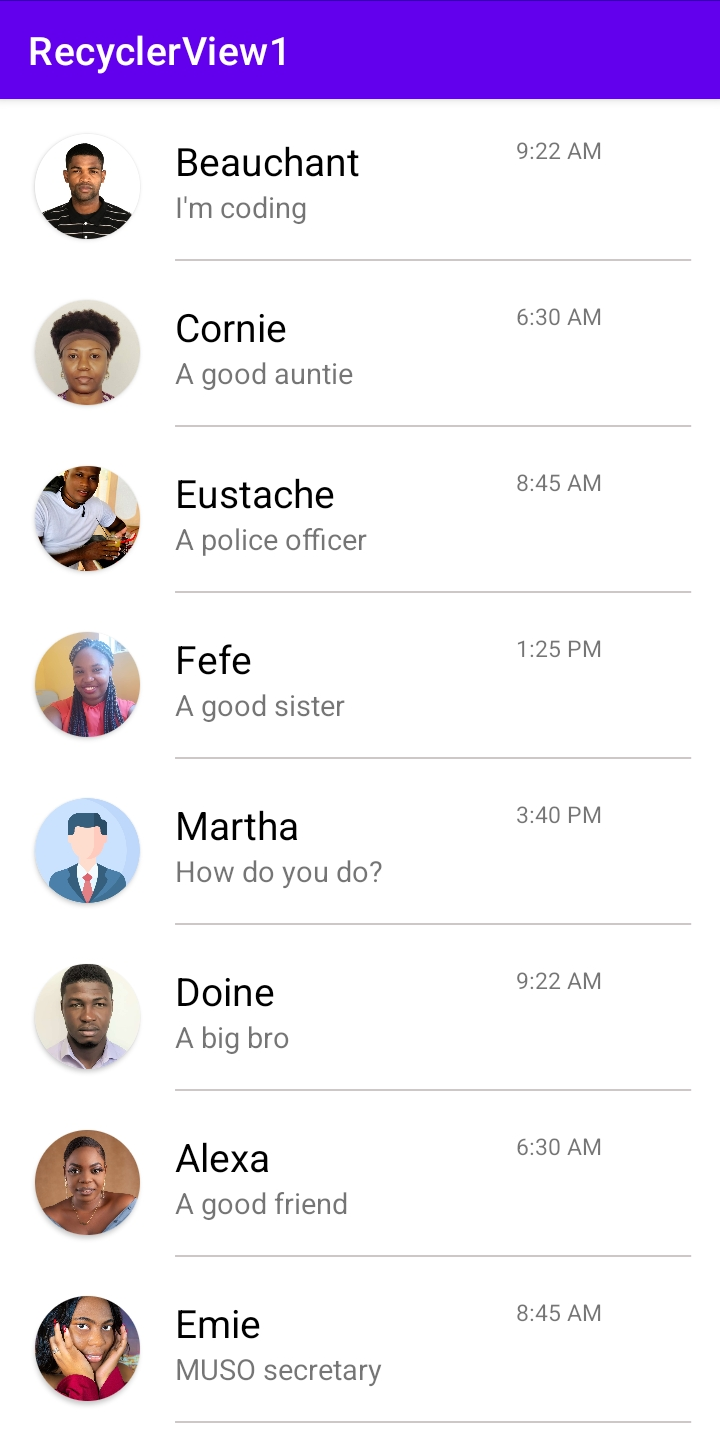 RecyclerView1
Beauchant 9:22 AM
I'm coding
Cornie 6:30 AM
A good auntie
Eustache 8:45 AM
A police officer
Fefe 1:25 PM
A good sister
Martha 3:40 PM
How do you do?
Doine 9:22 AM
A big bro
Alexa 6:30 AM
A good friend
Emie 8:45 AM
MUSO secretary